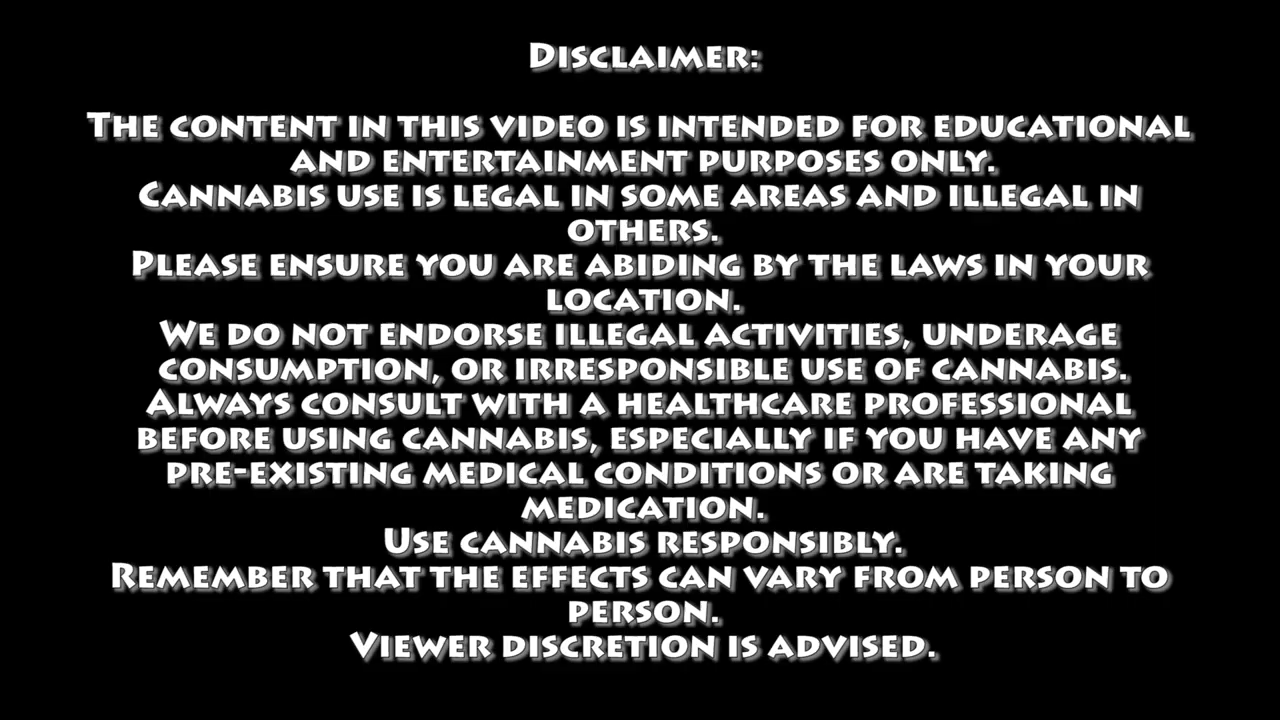 Disclaimer:
The content in this video is intended for educational
and entertainment purposes only.
Cannabis use is legal in some areas and illegal in
others.
Please ensure you are abiding by the laws in your
location.
We do not endorse illegal activities, underage
consumption, or irresponsible use of cannabis.
Always consult with a healthcare professional
before using cannabis, especially if you have any
pre-existing medical conditions or are taking
medication.
Use cannabis responsibly.
Remember that the effects can vary from person to
person.
Viewer discretion is advised.